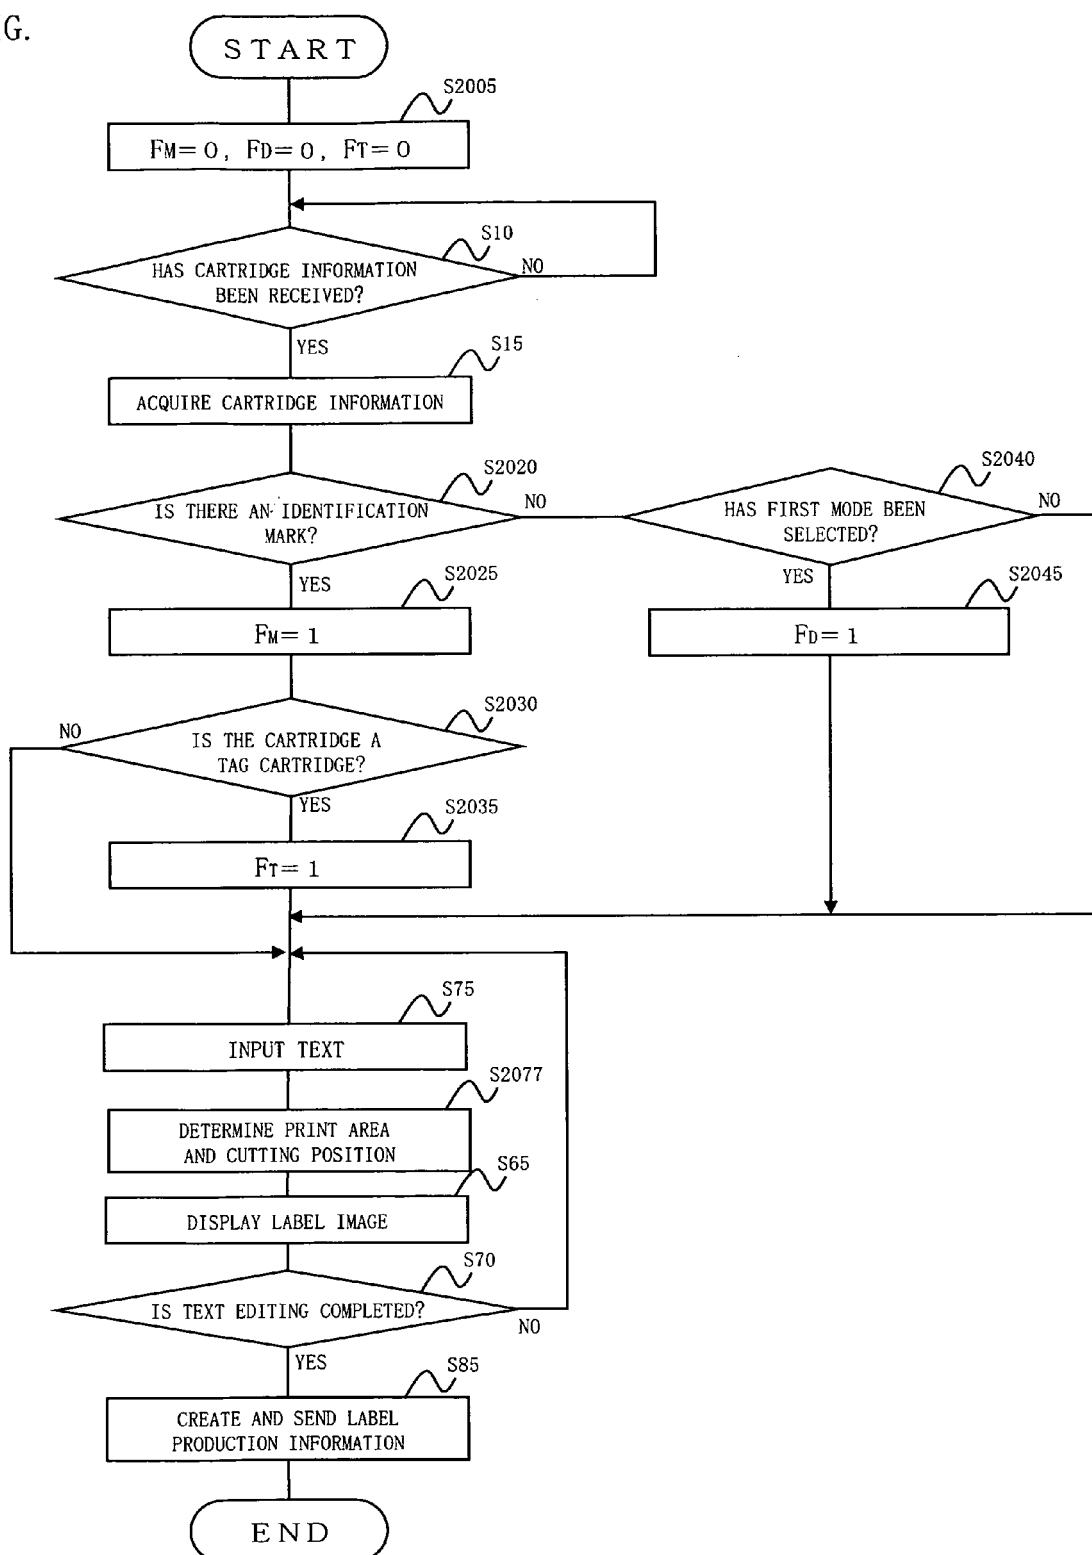 G.
START
S2005
FM=0, FD=0, FT=0
S10
HAS CARTRIDGE INFORMATION
BEEN RECEIVED?
NO
YES
S15
ACQUIRE CARTRIDGE INFORMATION
S2020
IS THERE AN IDENTIFICATION
MARK?
NO
YES
S2040
HAS FIRST MODE BEEN
SELECTED?
NO
YES
S2025
FM=1
S2045
FD=1
S2030
IS THE CARTRIDGE A
TAG CARTRIDGE?
NO
YES
S2035
FT=1
S75
INPUT TEXT
S2077
DETERMINE PRINT AREA
AND CUTTING POSITION
S65
DISPLAY LABEL IMAGE
S70
IS TEXT EDITING COMPLETED?
NO
YES
S85
CREATE AND SEND LABEL
PRODUCTION INFORMATION
END